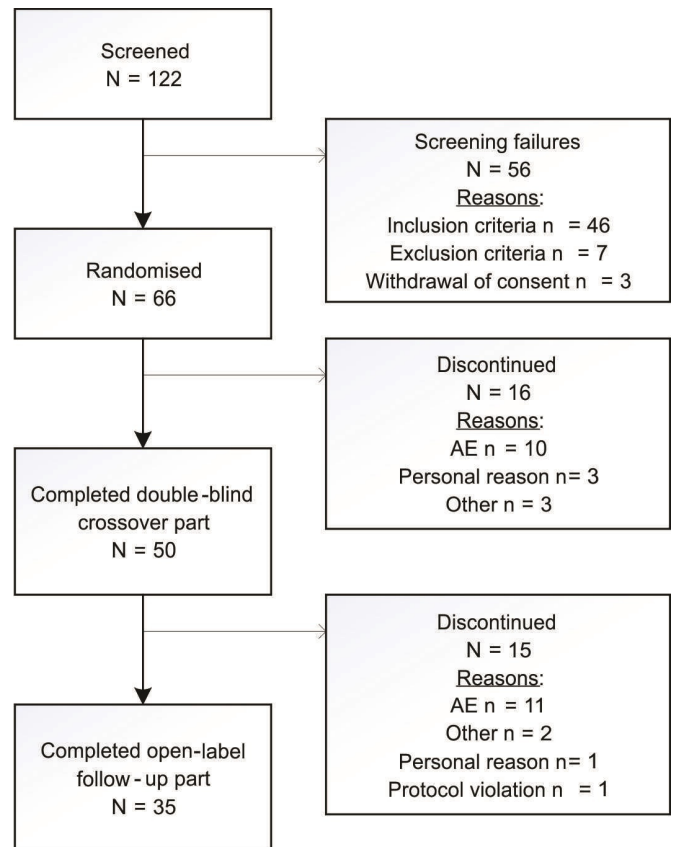 Screened
N = 122
Screening failures
N = 56
Reasons:
Inclusion criteria n = 46
Exclusion criteria n = 7
Withdrawal of consent n = 3
Randomised
N = 66
Discontinued
N = 16
Reasons:
AE n = 10
Personal reason n= 3
Other n = 3
Completed double-blind
crossover part
N = 50
Discontinued
N = 15
Reasons:
AE n = 11
Other n = 2
Personal reason n= 1
Protocol violation n = 1
Completed open-label
follow-up part
N = 35